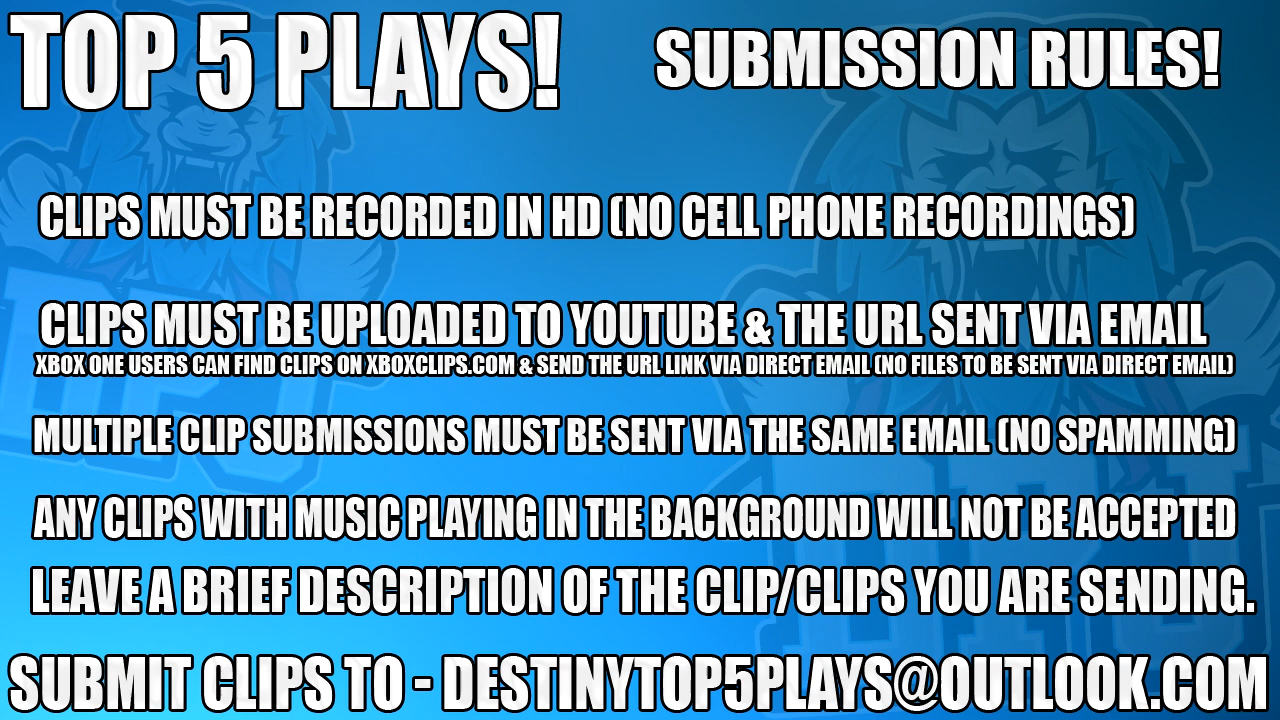 TOP 5 PLAYS!
SUBMISSION RULES!
CLIPS MUST BE RECORDED IN HD (NO CELL PHONE RECORDINGS)
CLIPS MUST BE UPLOADED TO YOUTUBE & THE URL SENT VIA EMAIL
XBOX ONE USERS CAN FIND CLIPS ON XBOXCLIPS.COM & SEND THE URL LINK VIA DIRECT EMAIL (NO FILES TO BE SENT VIA DIRECT EMAIL)
MULTIPLE CLIP SUBMISSIONS MUST BE SENT VIA THE SAME EMAIL (NO SPAMMING)
ANY CLIPS WITH MUSIC PLAYING IN THE BACKGROUND WILL NOT BE ACCEPTED
LEAVE A BRIEF DESCRIPTION OF THE CLIP/CLIPS YOU ARE SENDING.
SUBMIT CLIPS TO - DESTINYTOP5PLAYS@OUTLOOK.COM